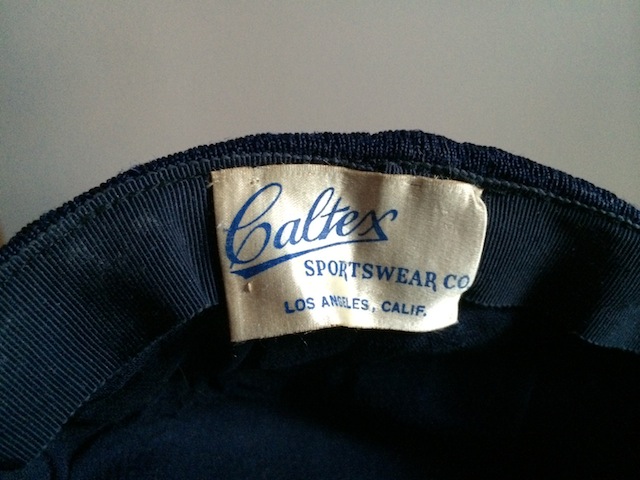 Caltex
SPORTSWEAR CO
LOS ANGELES, CALIF.